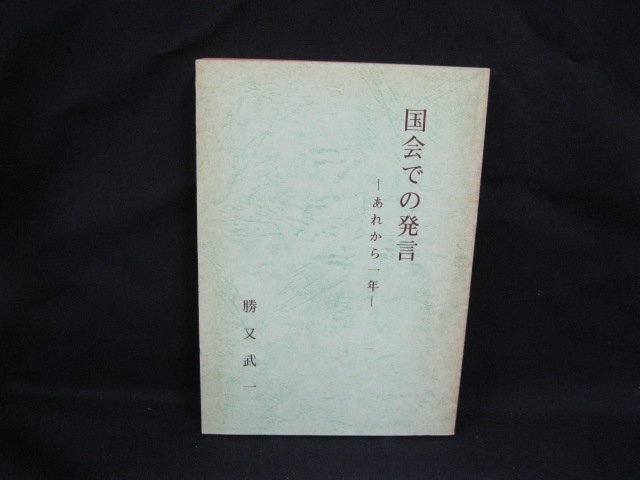 国会での発言
―あれから一年―
勝又武一